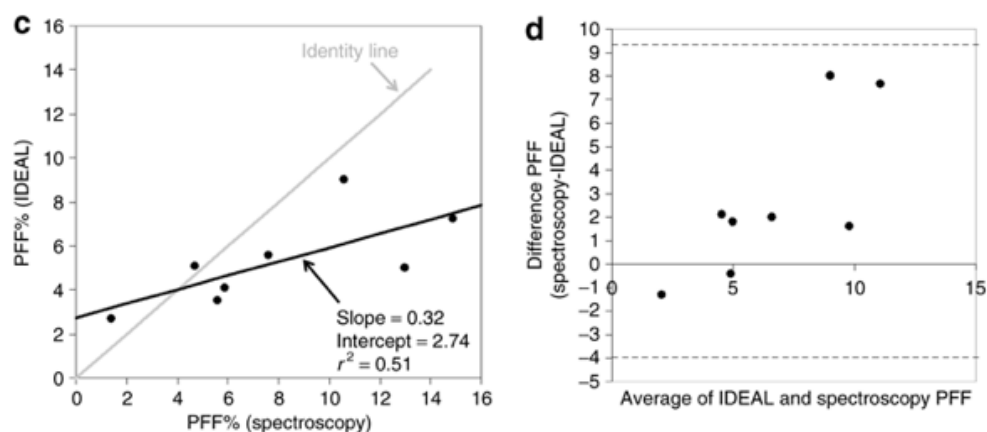 c
16
14
12
10
8
6
4
2
0
PFF% (IDEAL)
Identity line
Slope = 0.32
Intercept = 2.74
r² = 0.51
0 2 4 6 8 10 12 14 16
PFF% (spectroscopy)
d
10
9
8
7
6
5
4
3
2
1
0
−1
−2
−3
−4
−5
Difference PFF
(spectroscopy-IDEAL)
0 5 10 15
Average of IDEAL and spectroscopy PFF